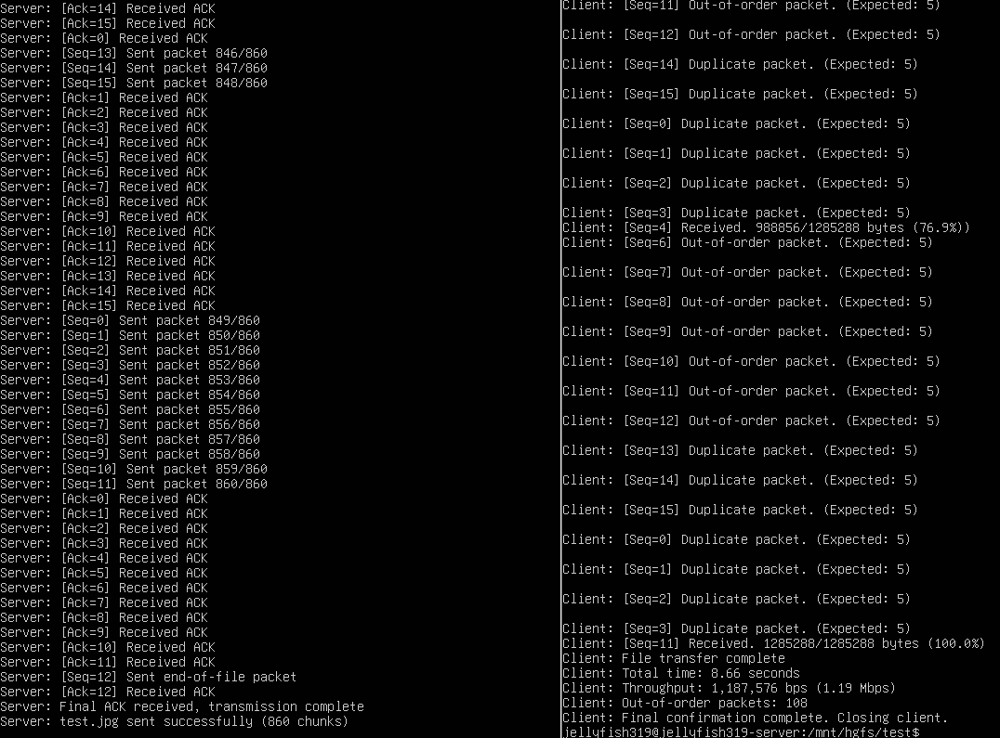 Server: [Ack=14] Received ACK
Server: [Ack=15] Received ACK
Server: [Ack=0] Received ACK
Server: [Seq=13] Sent packet 846/860
Server: [Seq=14] Sent packet 847/860
Server: [Seq=15] Sent packet 848/860
Server: [Ack=1] Received ACK
Server: [Ack=2] Received ACK
Server: [Ack=3] Received ACK
Server: [Ack=4] Received ACK
Server: [Ack=5] Received ACK
Server: [Ack=6] Received ACK
Server: [Ack=7] Received ACK
Server: [Ack=8] Received ACK
Server: [Ack=9] Received ACK
Server: [Ack=10] Received ACK
Server: [Ack=11] Received ACK
Server: [Ack=12] Received ACK
Server: [Ack=13] Received ACK
Server: [Ack=14] Received ACK
Server: [Ack=15] Received ACK
Server: [Seq=0] Sent packet 849/860
Server: [Seq=1] Sent packet 850/860
Server: [Seq=2] Sent packet 851/860
Server: [Seq=3] Sent packet 852/860
Server: [Seq=4] Sent packet 853/860
Server: [Seq=5] Sent packet 854/860
Server: [Seq=6] Sent packet 855/860
Server: [Seq=7] Sent packet 856/860
Server: [Seq=8] Sent packet 857/860
Server: [Seq=9] Sent packet 858/860
Server: [Seq=10] Sent packet 859/860
Server: [Seq=11] Sent packet 860/860
Server: [Ack=0] Received ACK
Server: [Ack=1] Received ACK
Server: [Ack=2] Received ACK
Server: [Ack=3] Received ACK
Server: [Ack=4] Received ACK
Server: [Ack=5] Received ACK
Server: [Ack=6] Received ACK
Server: [Ack=7] Received ACK
Server: [Ack=8] Received ACK
Server: [Ack=9] Received ACK
Server: [Ack=10] Received ACK
Server: [Ack=11] Received ACK
Server: [Seq=12] Sent end-of-file packet
Server: [Ack=12] Received ACK
Server: Final ACK received, transmission complete
Server: test.jpg sent successfully (860 chunks)
Client: [Seq=11] Out-of-order packet. (Expected: 5)
Client: [Seq=12] Out-of-order packet. (Expected: 5)
Client: [Seq=14] Duplicate packet. (Expected: 5)
Client: [Seq=15] Duplicate packet. (Expected: 5)
Client: [Seq=0] Duplicate packet. (Expected: 5)
Client: [Seq=1] Duplicate packet. (Expected: 5)
Client: [Seq=2] Duplicate packet. (Expected: 5)
Client: [Seq=3] Duplicate packet. (Expected: 5)
Client: [Seq=4] Received. 988856/1285288 bytes (76.9%))
Client: [Seq=6] Out-of-order packet. (Expected: 5)
Client: [Seq=7] Out-of-order packet. (Expected: 5)
Client: [Seq=8] Out-of-order packet. (Expected: 5)
Client: [Seq=9] Out-of-order packet. (Expected: 5)
Client: [Seq=10] Out-of-order packet. (Expected: 5)
Client: [Seq=11] Out-of-order packet. (Expected: 5)
Client: [Seq=12] Out-of-order packet. (Expected: 5)
Client: [Seq=13] Duplicate packet. (Expected: 5)
Client: [Seq=14] Duplicate packet. (Expected: 5)
Client: [Seq=15] Duplicate packet. (Expected: 5)
Client: [Seq=0] Duplicate packet. (Expected: 5)
Client: [Seq=1] Duplicate packet. (Expected: 5)
Client: [Seq=2] Duplicate packet. (Expected: 5)
Client: [Seq=3] Duplicate packet. (Expected: 5)
Client: [Seq=11] Received. 1285288/1285288 bytes (100.0%)
Client: File transfer complete
Client: Total time: 8.66 seconds
Client: Throughput: 1,187,576 bps (1.19 Mbps)
Client: Out-of-order packets: 108
Client: Final confirmation complete. Closing client.
jellyfish319@jellyfish319-server:/mnt/hgfs/test$